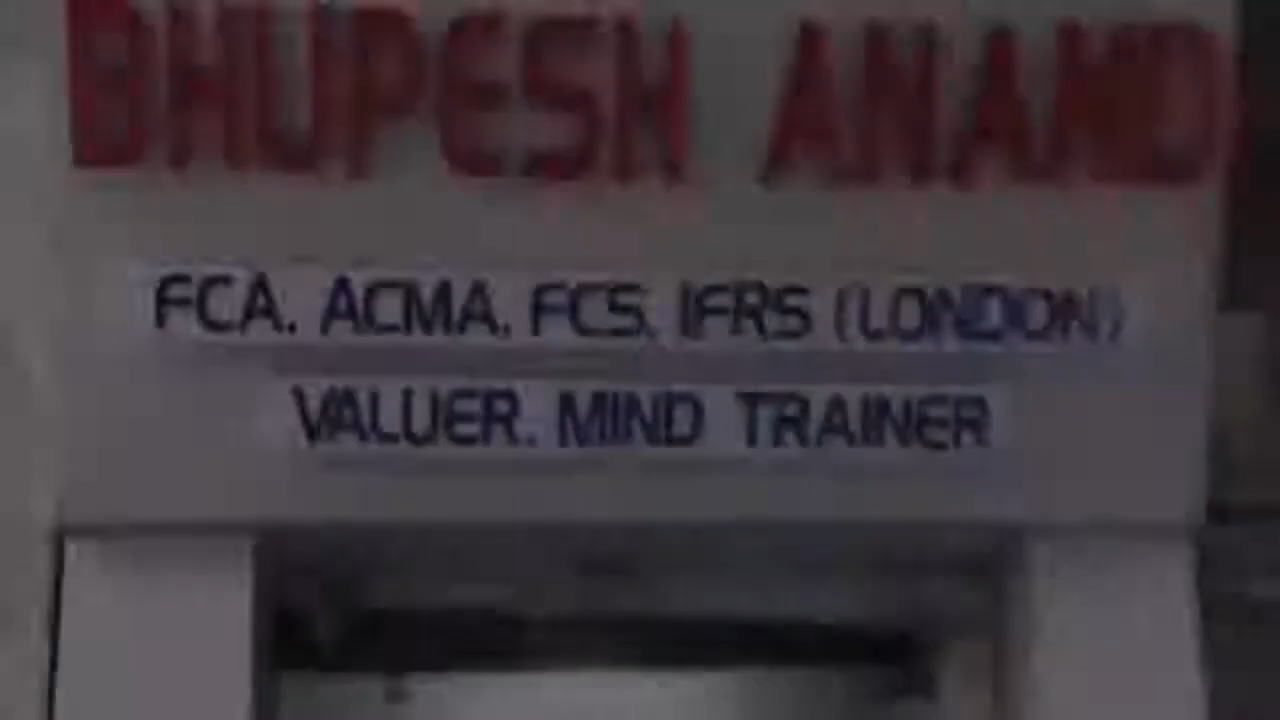 BHUPESH ANAND
FCA. ACMA. FCS. IFRS (LONDON)
VALUER. MIND TRAINER